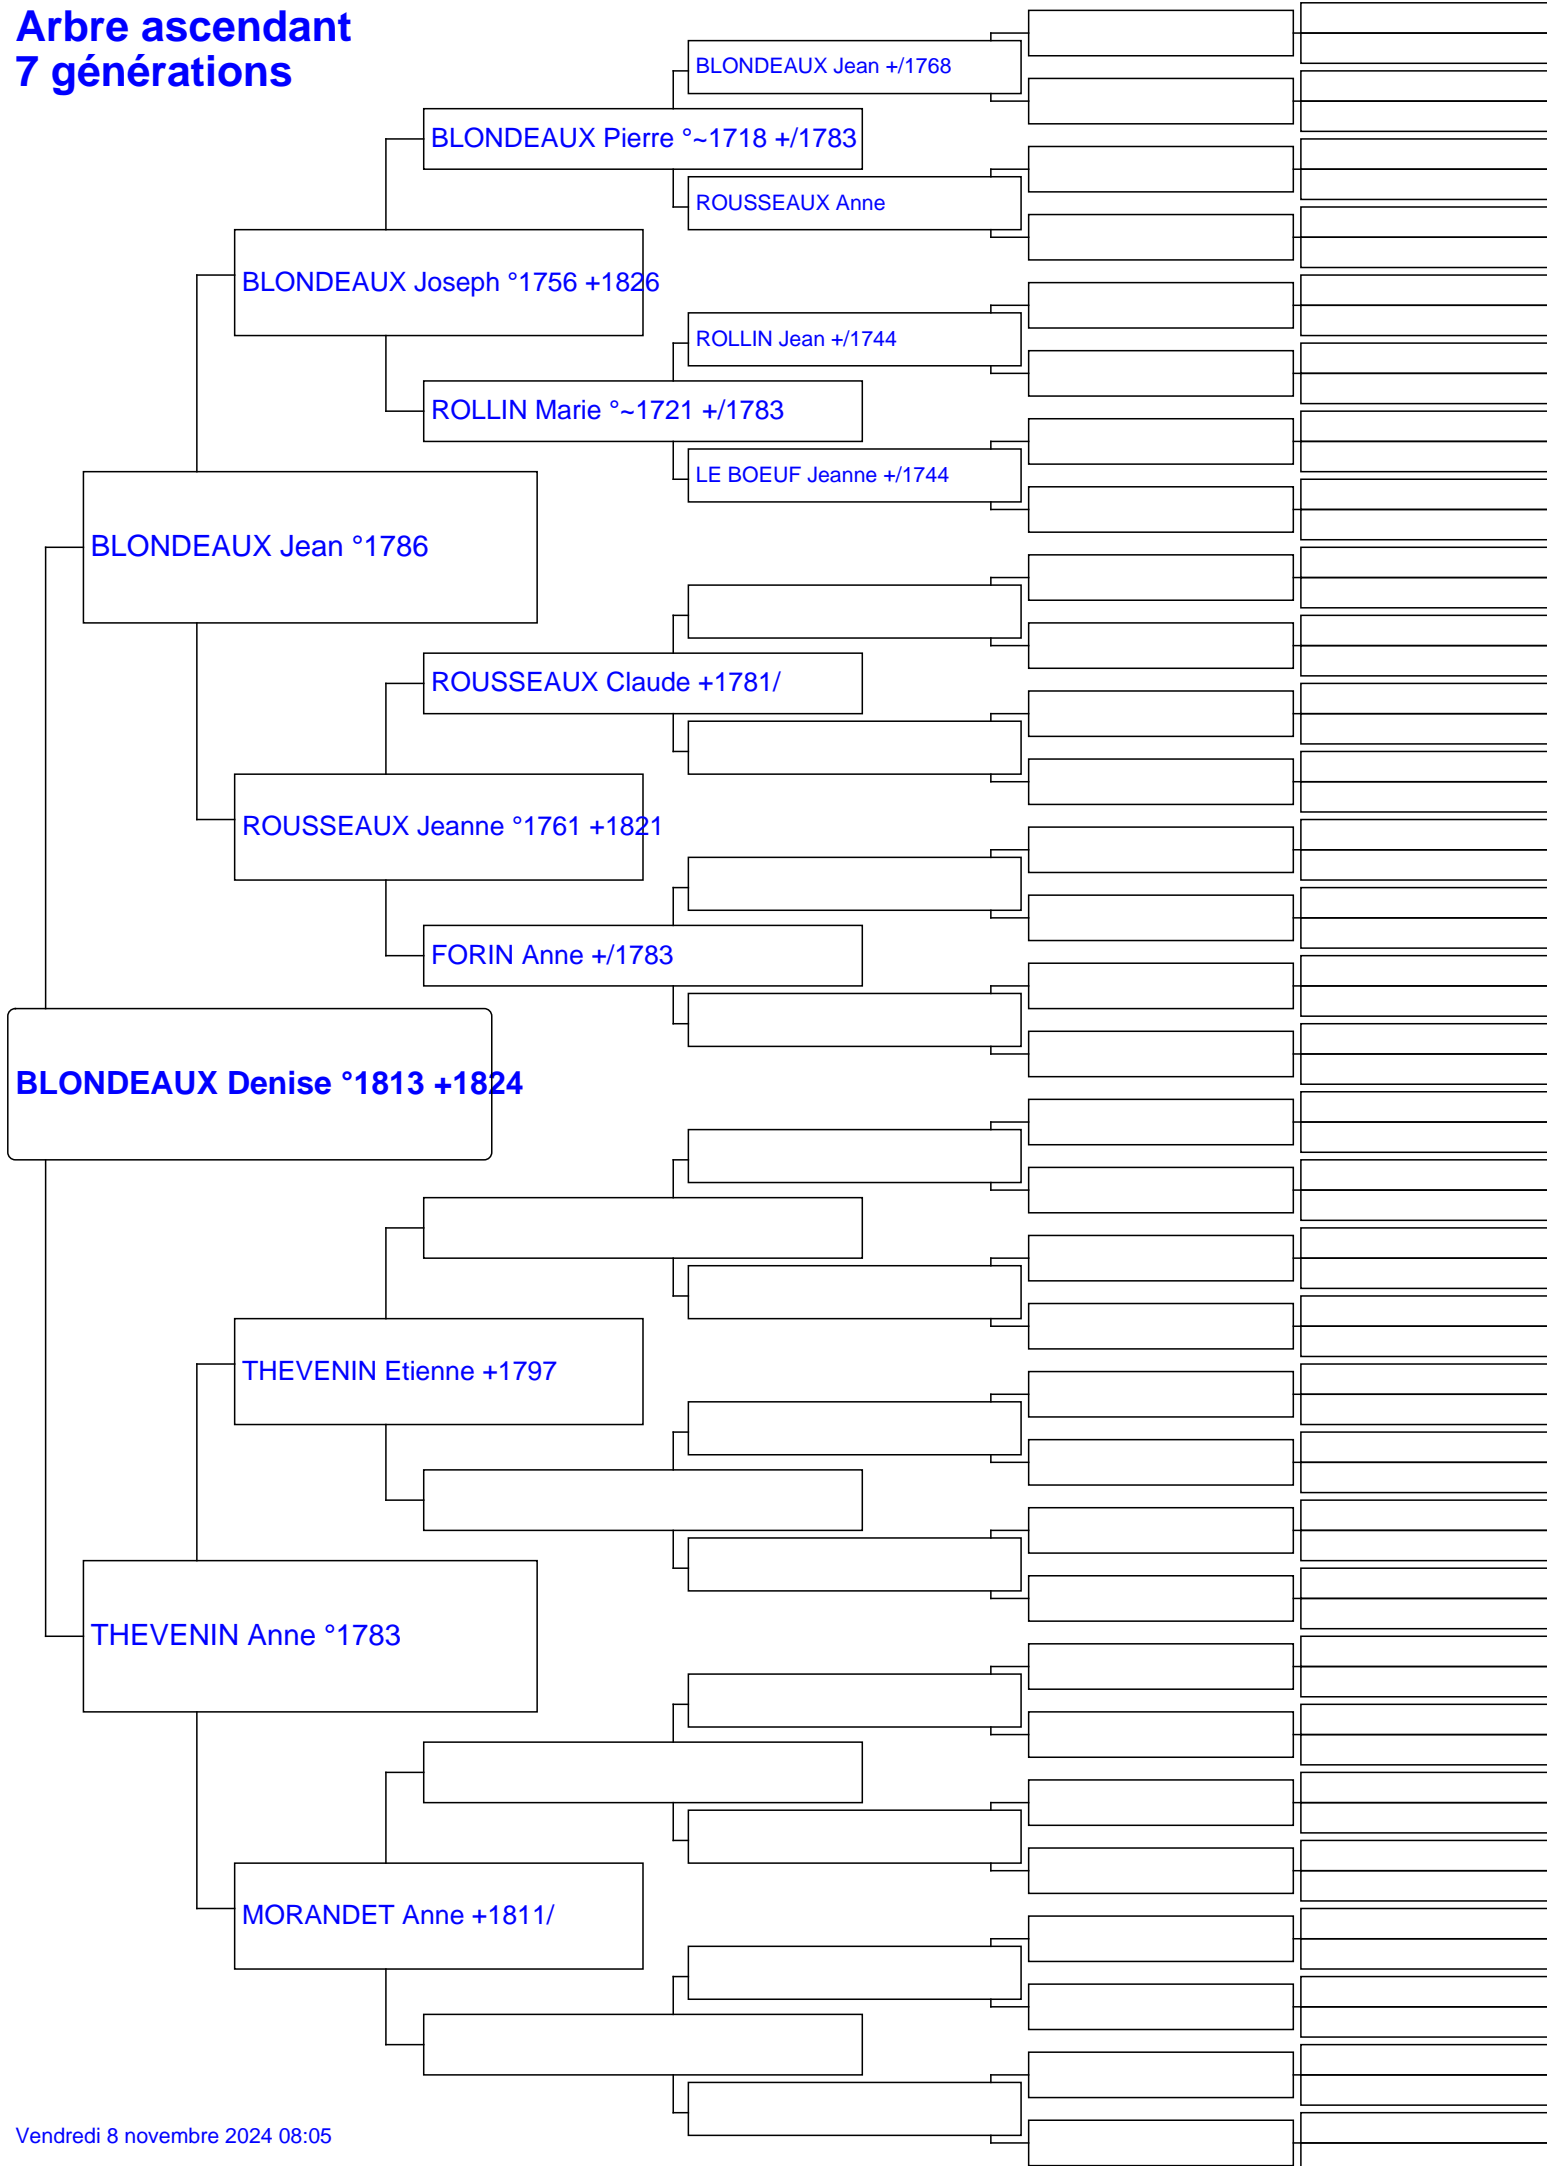 Arbre ascendant
7 générations
BLONDEAUX Jean +/1768
BLONDEAUX Pierre °~1718 +/1783
ROUSSEAUX Anne
BLONDEAUX Joseph °1756 +1826
ROLLIN Jean +/1744
ROLLIN Marie °~1721 +/1783
LE BOEUF Jeanne +/1744
BLONDEAUX Jean °1786
ROUSSEAUX Claude +1781/
ROUSSEAUX Jeanne °1761 +1821
FORIN Anne +/1783
BLONDEAUX Denise °1813 +1824
THEVENIN Etienne +1797
THEVENIN Anne °1783
MORANDET Anne +1811/
Vendredi 8 novembre 2024 08:05